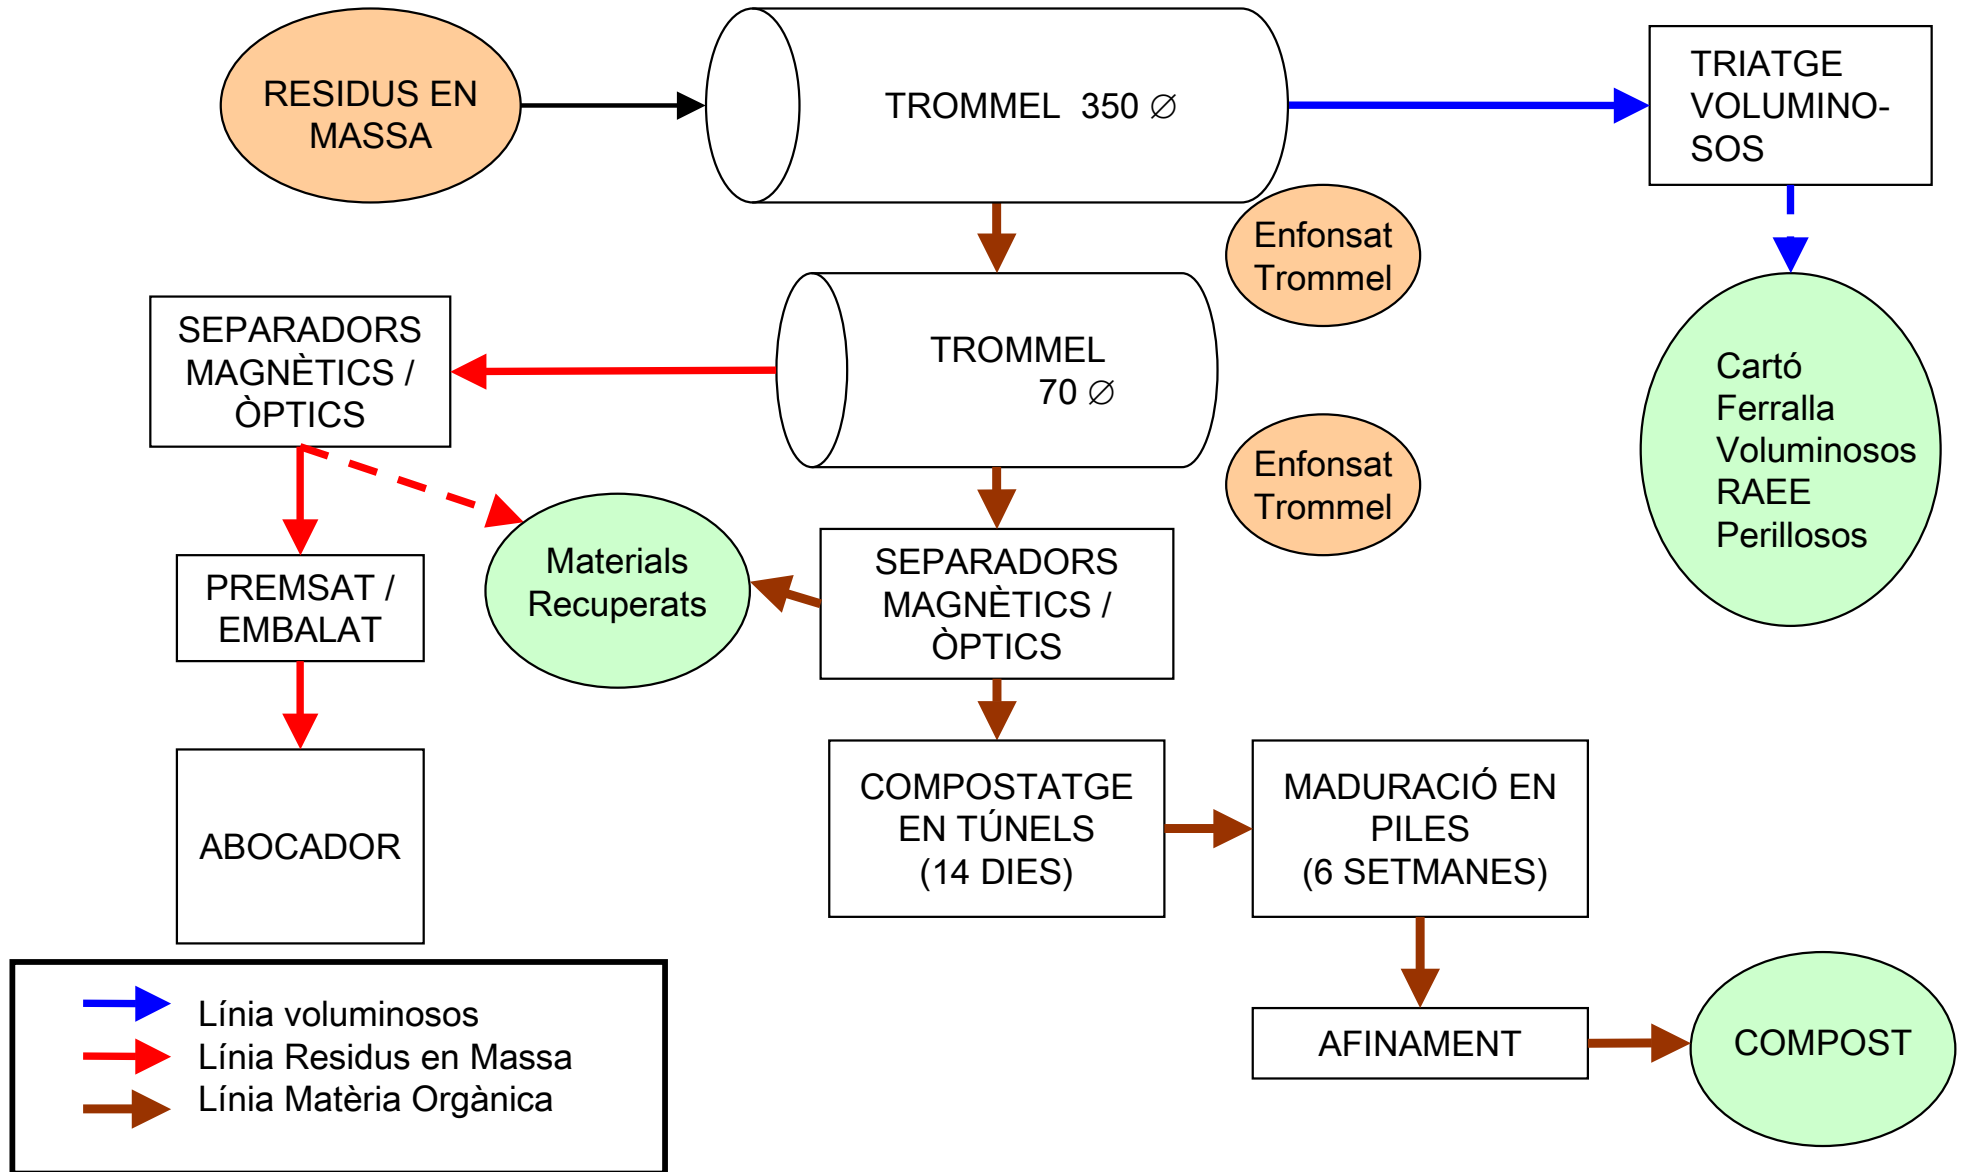 RESIDUS EN
MASSA
TROMMEL 350 ∅
TRIATGE
VOLUMINO-
SOS
Enfonsat
Trommel
SEPARADORS
MAGNÈTICS /
ÒPTICS
TROMMEL
70 ∅
Cartó
Ferralla
Voluminosos
RAEE
Perillosos
Enfonsat
Trommel
Materials
Recuperats
SEPARADORS
MAGNÈTICS /
ÒPTICS
PREMSAT /
EMBALAT
ABOCADOR
COMPOSTATGE
EN TÚNELS
(14 DIES)
MADURACIÓ EN
PILES
(6 SETMANES)
AFINAMENT
COMPOST
Línia voluminosos
Línia Residus en Massa
Línia Matèria Orgànica